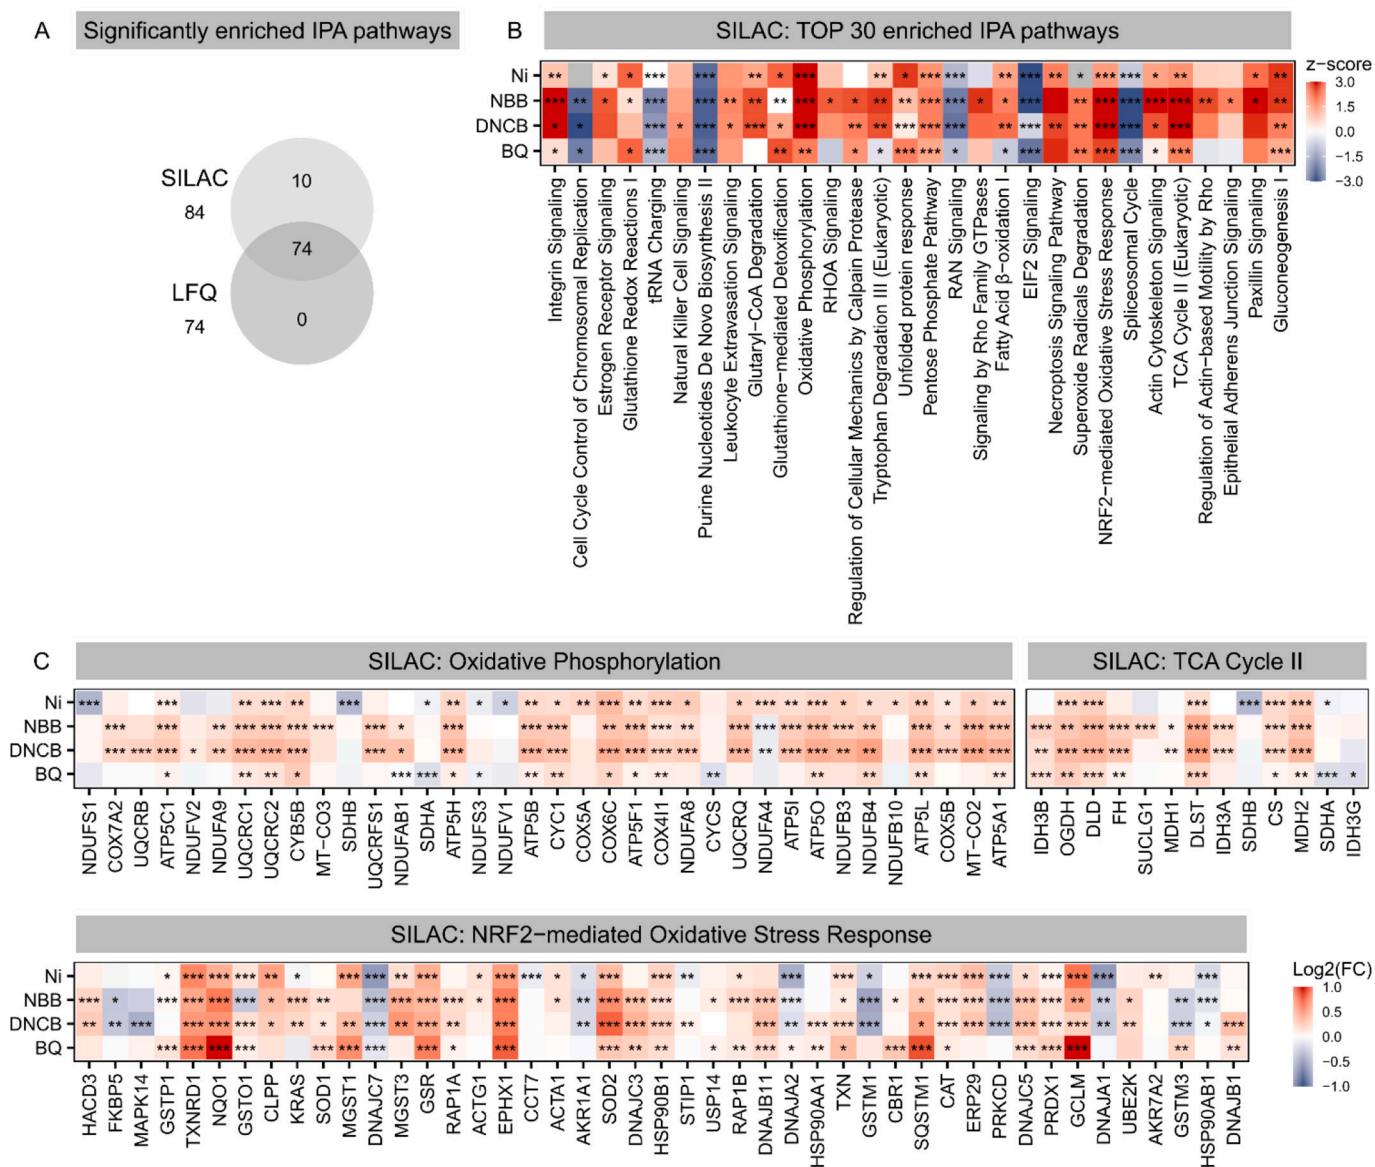 A
Significantly enriched IPA pathways
SILAC
84
10
74
LFQ
74
0
B
SILAC: TOP 30 enriched IPA pathways
Ni
NBB
DNCB
BQ
z−score
3.0
1.5
0.0
−1.5
−3.0
Integrin Signaling
Cell Cycle Control of Chromosomal Replication
Estrogen Receptor Signaling
Glutathione Redox Reactions I
tRNA Charging
Natural Killer Cell Signaling
Purine Nucleotides De Novo Biosynthesis II
Leukocyte Extravasation Signaling
Glutaryl−CoA Degradation
Glutathione−mediated Detoxification
Oxidative Phosphorylation
RHOA Signaling
Regulation of Cellular Mechanics by Calpain Protease
Tryptophan Degradation III (Eukaryotic)
Unfolded protein response
Pentose Phosphate Pathway
RAN Signaling
Signaling by Rho Family GTPases
Fatty Acid β−oxidation I
EIF2 Signaling
Necroptosis Signaling Pathway
Superoxide Radicals Degradation
NRF2−mediated Oxidative Stress Response
Spliceosomal Cycle
Actin Cytoskeleton Signaling
TCA Cycle II (Eukaryotic)
Regulation of Actin−based Motility by Rho
Epithelial Adherens Junction Signaling
Paxillin Signaling
Gluconeogenesis I
C
SILAC: Oxidative Phosphorylation
Ni
NBB
DNCB
BQ
NDUFS1
COX7A2
UQCRB
ATP5C1
NDUFV2
NDUFA9
UQCRC1
UQCRC2
CYB5B
MT−CO3
SDHB
UQCRFS1
NDUFAB1
SDHA
ATP5H
NDUFS3
NDUFV1
ATP5B
CYC1
COX5A
COX6C
ATP5F1
COX4I1
NDUFA8
CYCS
UQCRQ
NDUFA4
ATP5I
ATP5O
NDUFB3
NDUFB4
NDUFB10
ATP5L
COX5B
MT−CO2
ATP5A1
SILAC: TCA Cycle II
IDH3B
OGDH
DLD
FH
SUCLG1
MDH1
DLST
IDH3A
SDHB
CS
MDH2
SDHA
IDH3G
SILAC: NRF2−mediated Oxidative Stress Response
Ni
NBB
DNCB
BQ
HACD3
FKBP5
MAPK14
GSTP1
TXNRD1
NQO1
GSTO1
CLPP
KRAS
SOD1
MGST1
DNAJC7
MGST3
GSR
RAP1A
ACTG1
EPHX1
CCT7
ACTA1
AKR1A1
SOD2
DNAJC3
HSP90B1
STIP1
USP14
RAP1B
DNAJB11
DNAJA2
HSP90AA1
TXN
GSTM1
CBR1
SQSTM1
CAT
ERP29
PRKCD
DNAJC5
PRDX1
GCLM
DNAJA1
UBE2K
AKR7A2
GSTM3
HSP90AB1
DNAJB1
Log2(FC)
1.0
0.5
0.0
−0.5
−1.0